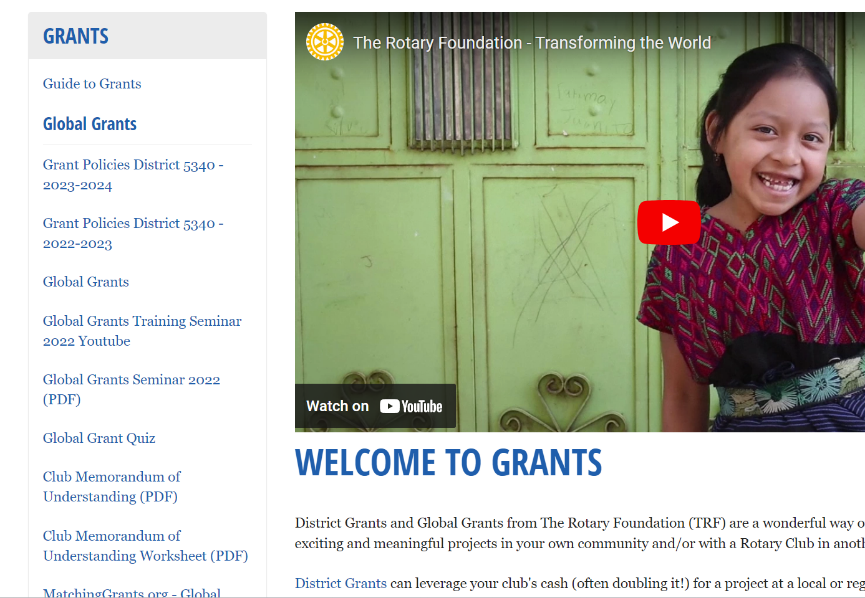 GRANTS
Guide to Grants
Global Grants
Grant Policies District 5340 -
2023-2024
Grant Policies District 5340 -
2022-2023
Global Grants
Global Grants Training Seminar
2022 Youtube
Global Grants Seminar 2022
(PDF)
Global Grant Quiz
Club Memorandum of
Understanding (PDF)
Club Memorandum of
Understanding Worksheet (PDF)
MatchingGrants.org - Global
The Rotary Foundation - Transforming the World
Watch on YouTube
WELCOME TO GRANTS
District Grants and Global Grants from The Rotary Foundation (TRF) are a wonderful way
exciting and meaningful projects in your own community and/or with a Rotary Club in
District Grants can leverage your club's cash (often doubling it!) for a project at a local or